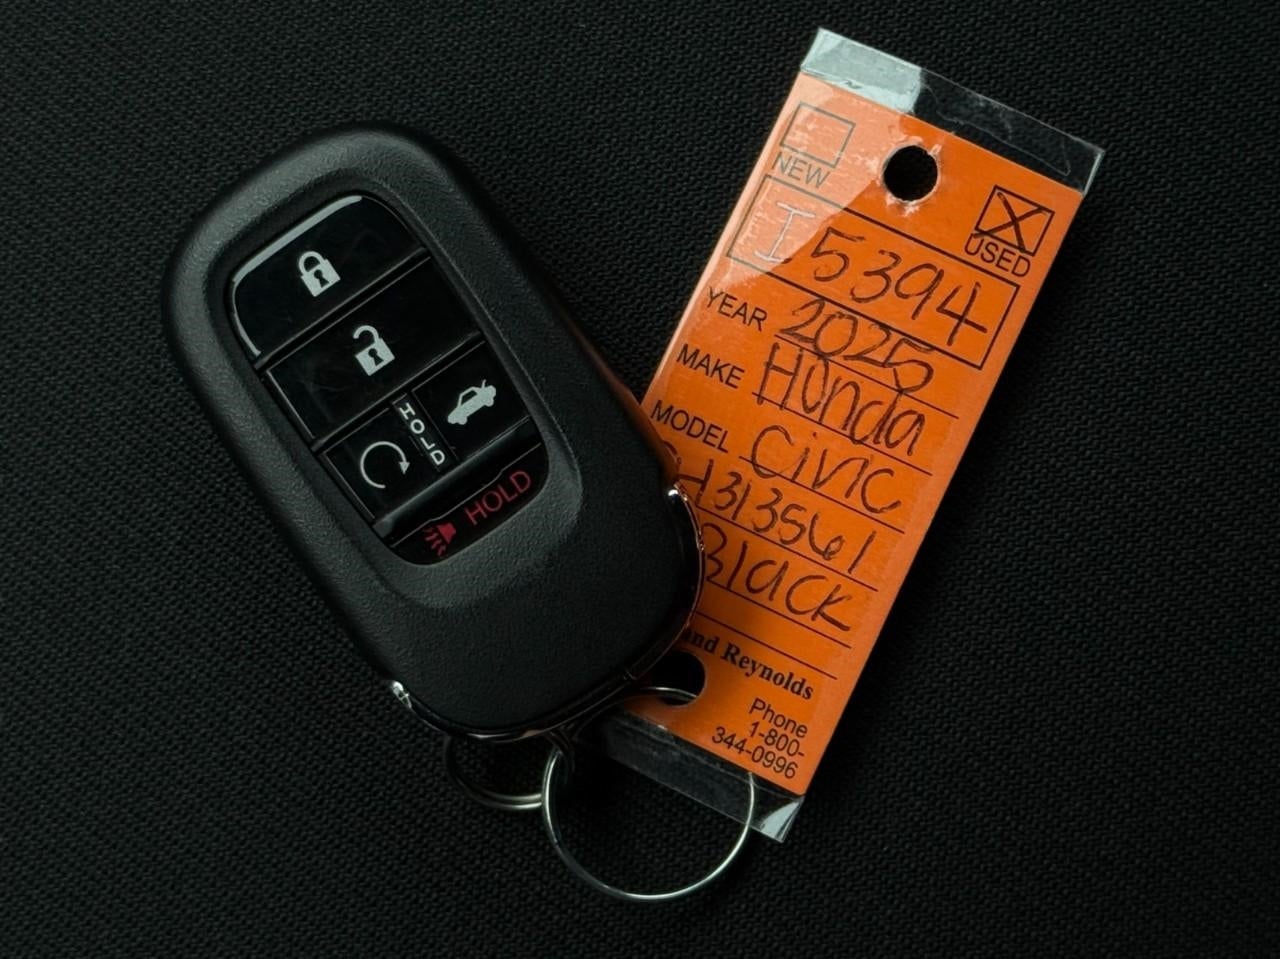 HOLD
HOLD
NEW
USED
I5394
YEAR 2025
MAKE Honda
MODEL Civic
H313561
Black
and Reynolds
Phone
1-800-
344-0996